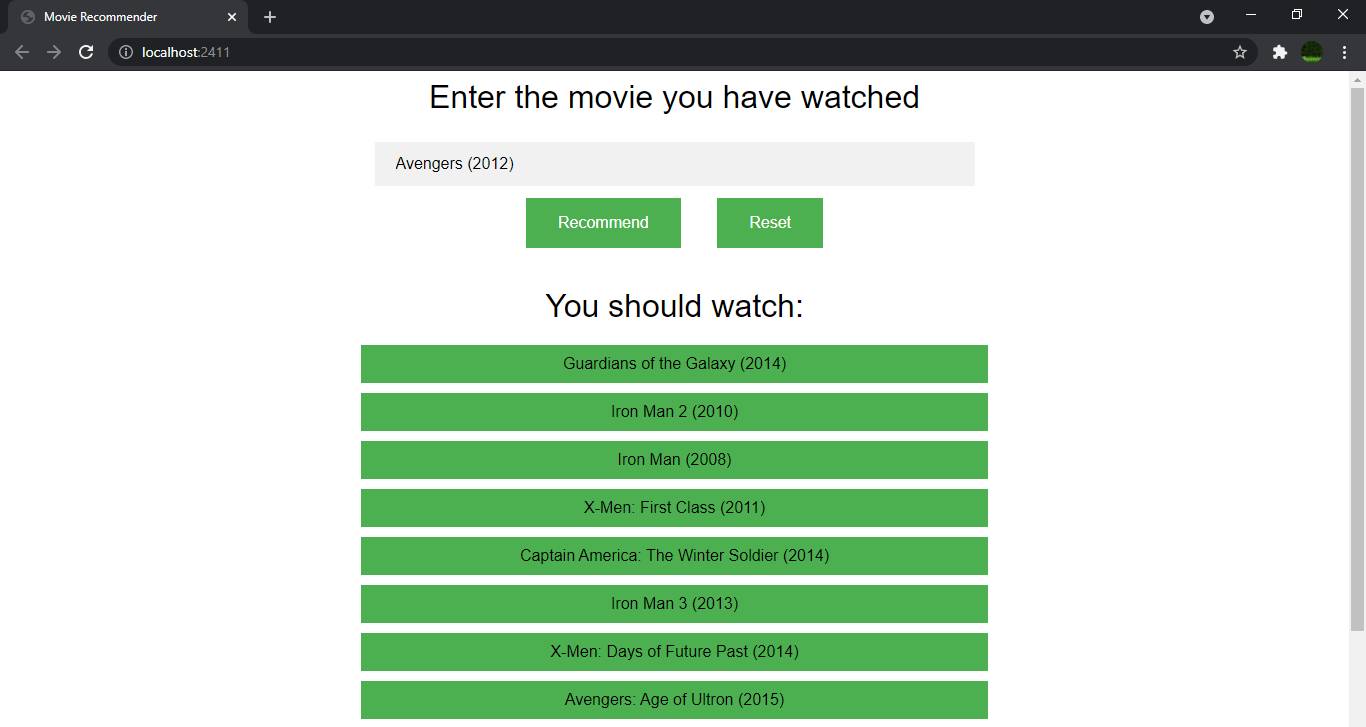 Movie Recommender
localhost:2411
Enter the movie you have watched
Avengers (2012)
Recommend Reset
You should watch:
Guardians of the Galaxy (2014)
Iron Man 2 (2010)
Iron Man (2008)
X-Men: First Class (2011)
Captain America: The Winter Soldier (2014)
Iron Man 3 (2013)
X-Men: Days of Future Past (2014)
Avengers: Age of Ultron (2015)